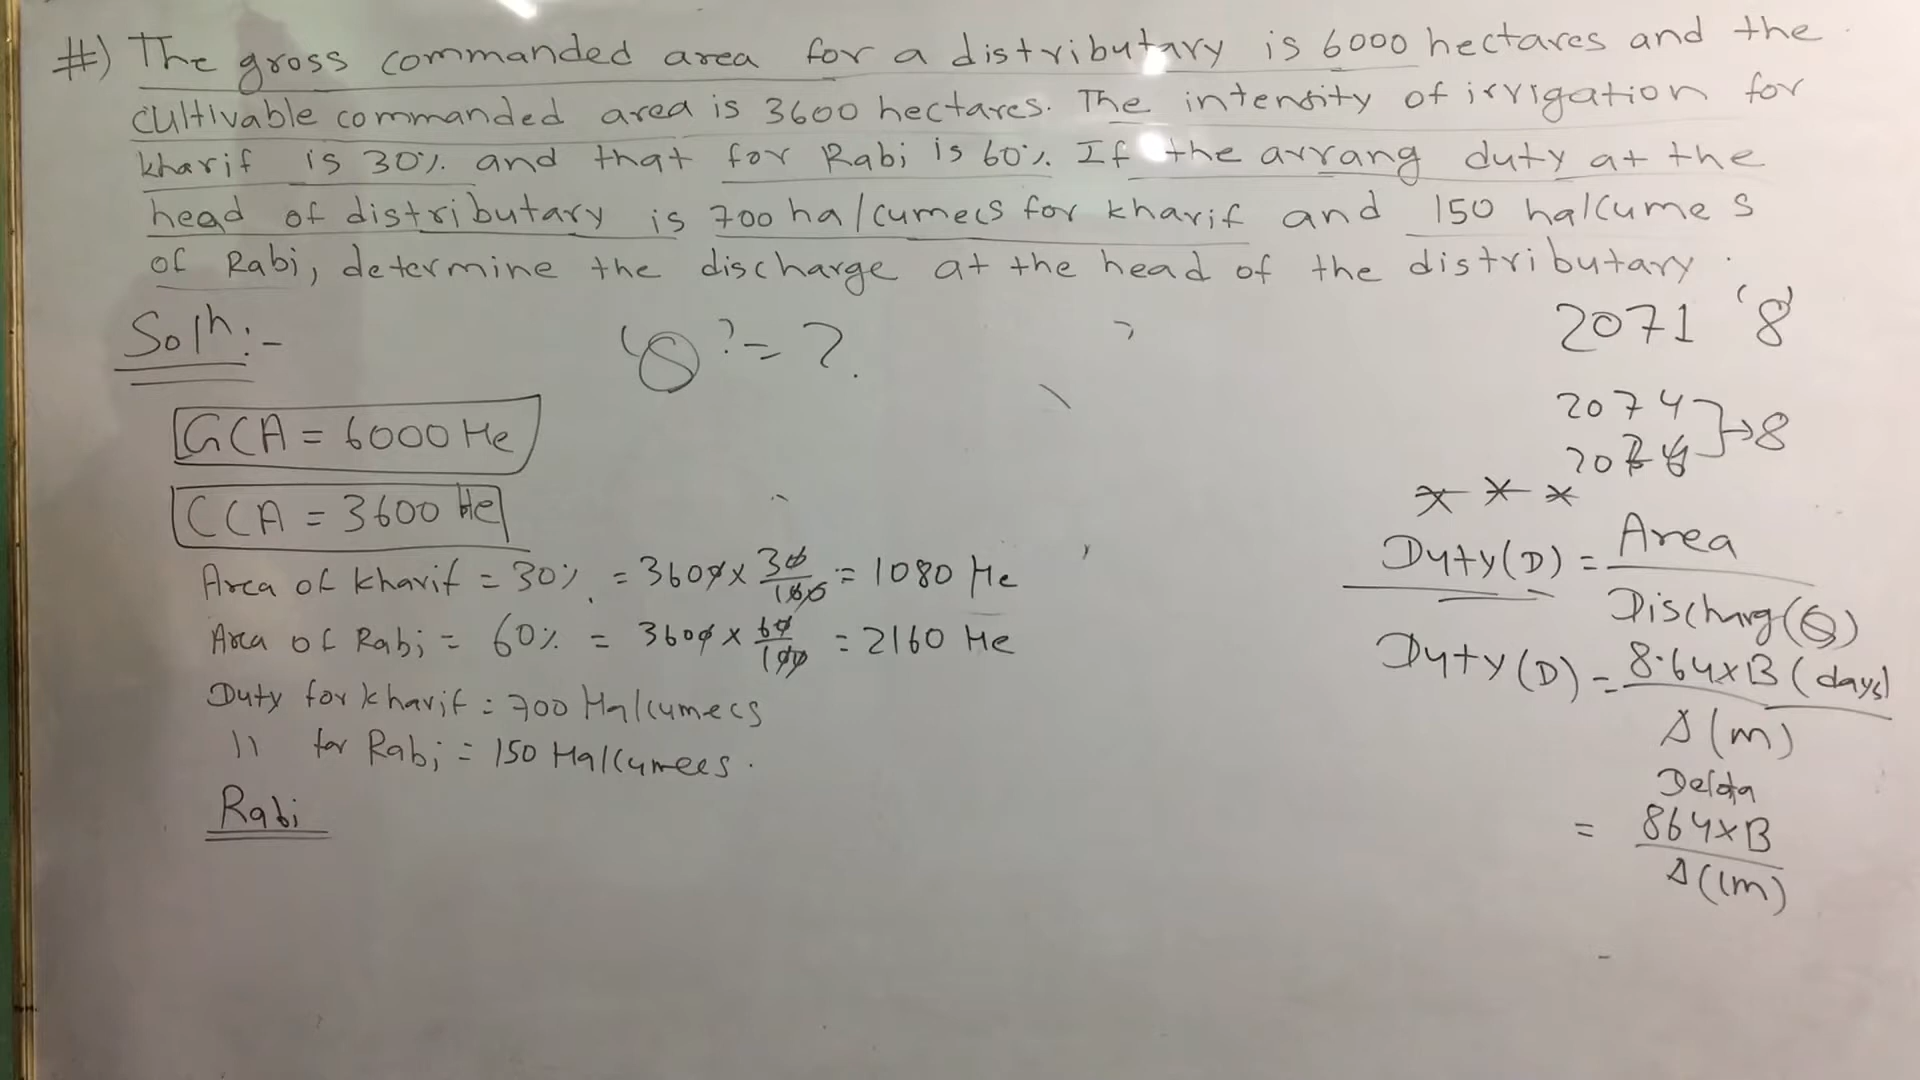 #) The gross commanded area for a distributary is 6000 hectares and the
cultivable commanded area is 3600 hectares. The intensity of irrigation for
kharif is 30% and that for Rabi is 60%. If the arrang duty at the
head of distributary is 700 ha/cumecs for kharif and 150 ha/cumes
of Rabi, determine the discharge at the head of the distributary.
Soln:-
'Q' = ?
2071 '8'
2074
→8
GCA = 6000 He
CCA = 3600 He
* * *
Area of kharif = 30% = 3600 x 30/100 = 1080 He
Area of Rabi = 60% = 3600 x 60/100 = 2160 He
Duty for kharif = 700 Ha/cumecs
11 for Rabi = 150 Ha/cumees.
Rabi
Duty(D) = Area
Discharg(Q)
Duty(D) = 8.64xB(days)
Δ(m)
Delta
= 864xB
Δ(cm)